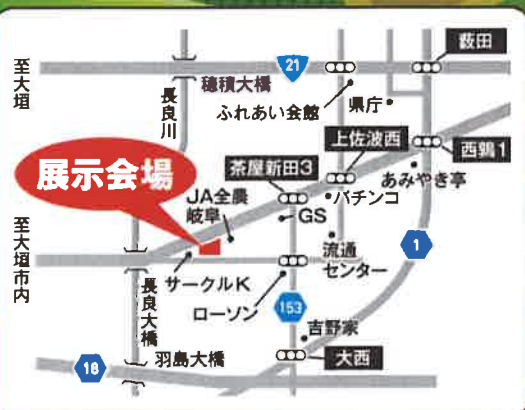 藪田
至大垣
21
穂積大橋
長良川
ふれあい会館
県庁
上佐波西
西鶉1
展示会場
茶屋新田3
あみやき亭
JA全農
岐阜
パチンコ
GS
至大垣市内
流通
センター
1
サークルK
長良大橋
ローソン
153
吉野家
羽島大橋
大西
18